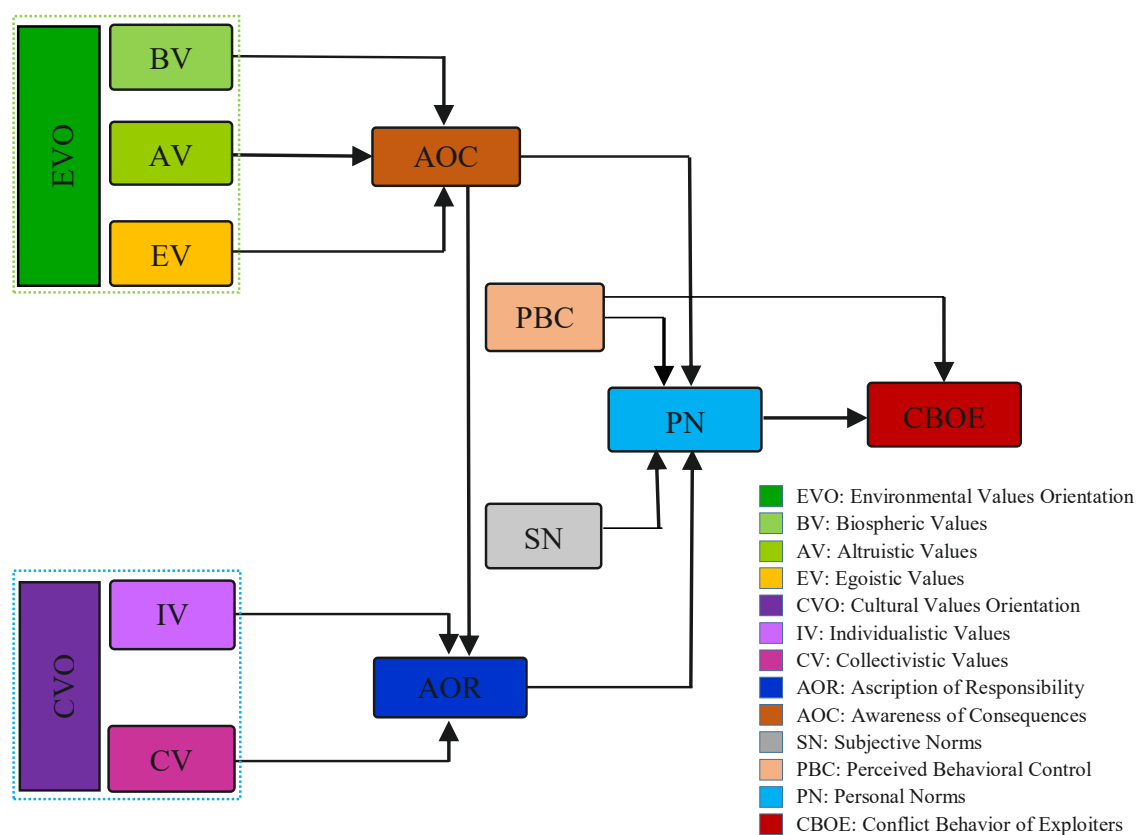 EVO
BV
AV
EV
AOC
PBC
PN
CBOE
SN
CVO
IV
CV
AOR
EVO: Environmental Values Orientation
BV: Biospheric Values
AV: Altruistic Values
EV: Egoistic Values
CVO: Cultural Values Orientation
IV: Individualistic Values
CV: Collectivistic Values
AOR: Ascription of Responsibility
AOC: Awareness of Consequences
SN: Subjective Norms
PBC: Perceived Behavioral Control
PN: Personal Norms
CBOE: Conflict Behavior of Exploiters